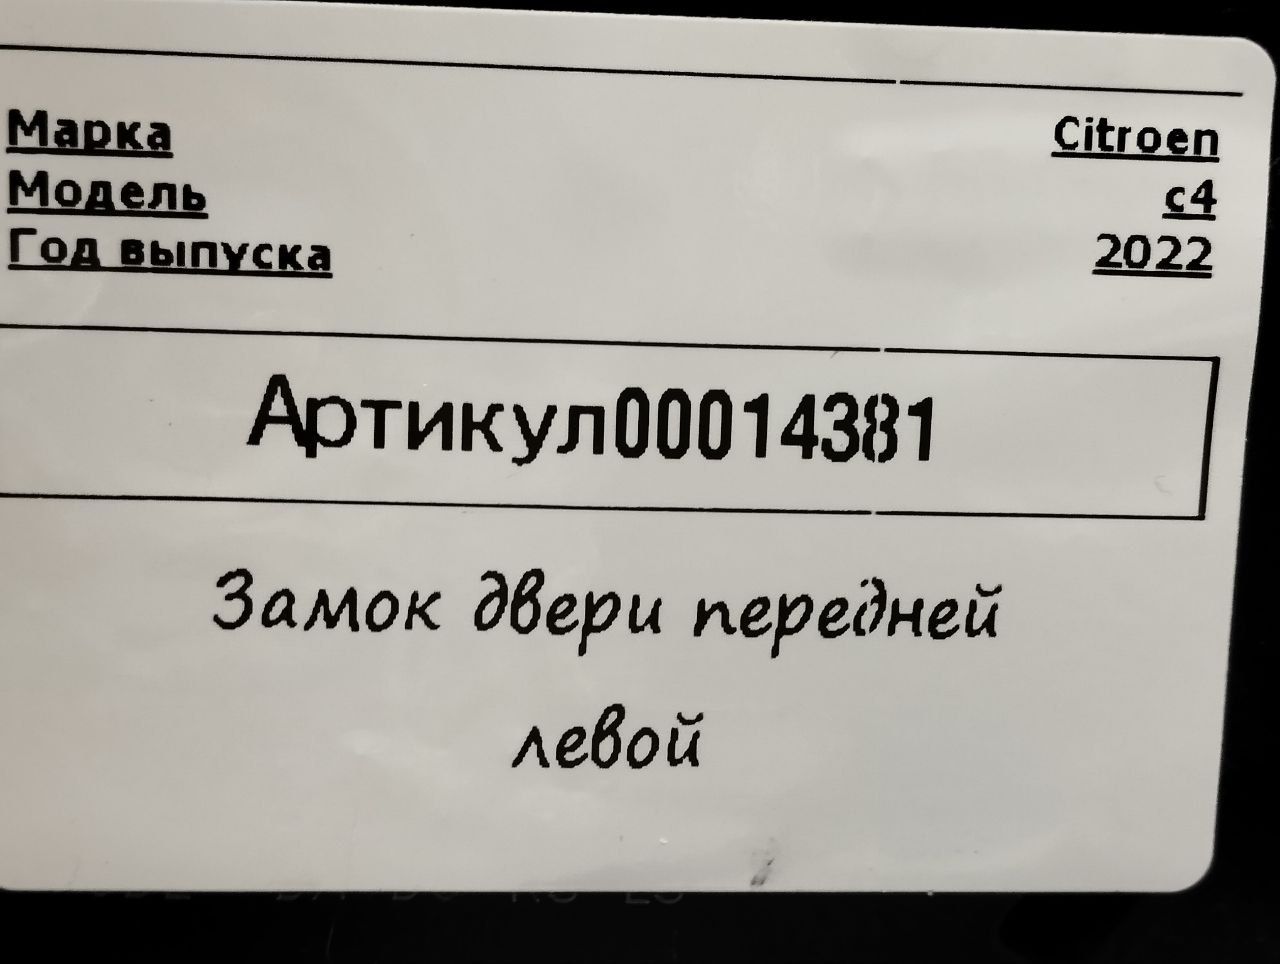 Марка Citroen
Модель c4
Год выпуска 2022
Артикул00014381
Замок двери передней
левой